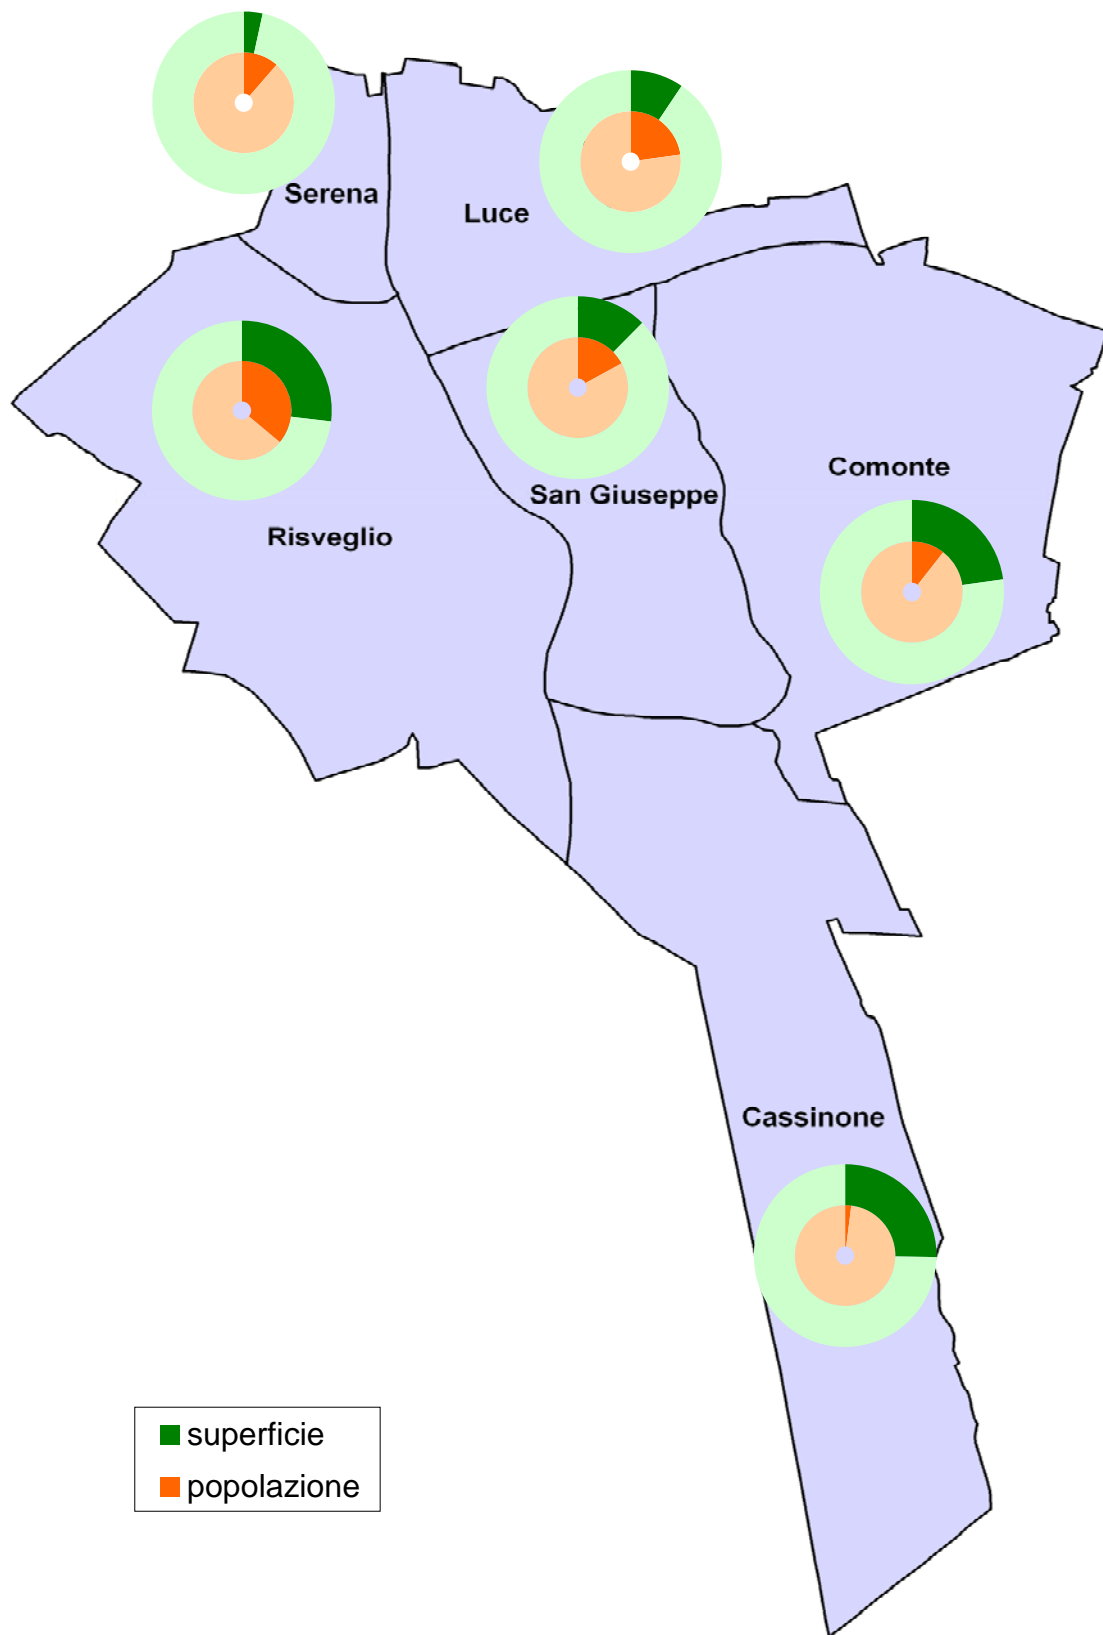 Serena
Luce
Comonte
San Giuseppe
Risveglio
Cassinone
superficie
popolazione